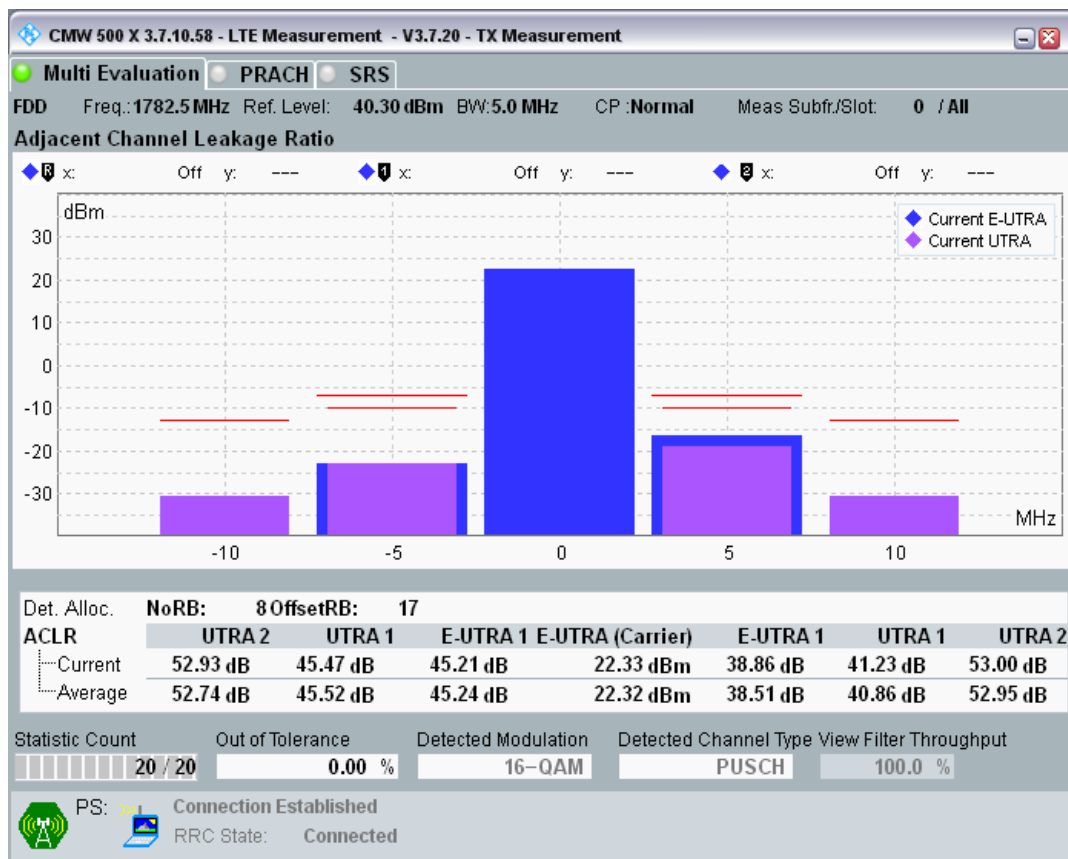 CMW 500 X 3.7.10.58 - LTE Measurement - V3.7.20 - TX Measurement
Multi Evaluation PRACH SRS
FDD Freq.:1782.5 MHz Ref. Level: 40.30 dBm BW:5.0 MHz CP :Normal Meas Subfr./Slot: 0 / All
Adjacent Channel Leakage Ratio
R x: Off y: --- 1 x: Off y: --- 2 x: Off y: ---
dBm
Current E-UTRA
Current UTRA
30
20
10
0
-10
-20
-30
MHz
-10 -5 0 5 10
Det. Alloc. NoRB: 8 OffsetRB: 17
ACLR UTRA 2 UTRA 1 E-UTRA 1 E-UTRA (Carrier) E-UTRA 1 UTRA 1 UTRA 2
Current 52.93 dB 45.47 dB 45.21 dB 22.33 dBm 38.86 dB 41.23 dB 53.00 dB
Average 52.74 dB 45.52 dB 45.24 dB 22.32 dBm 38.51 dB 40.86 dB 52.95 dB
Statistic Count Out of Tolerance Detected Modulation Detected Channel Type View Filter Throughput
20 / 20 0.00 % 16-QAM PUSCH 100.0 %
PS: Connection Established
RRC State: Connected